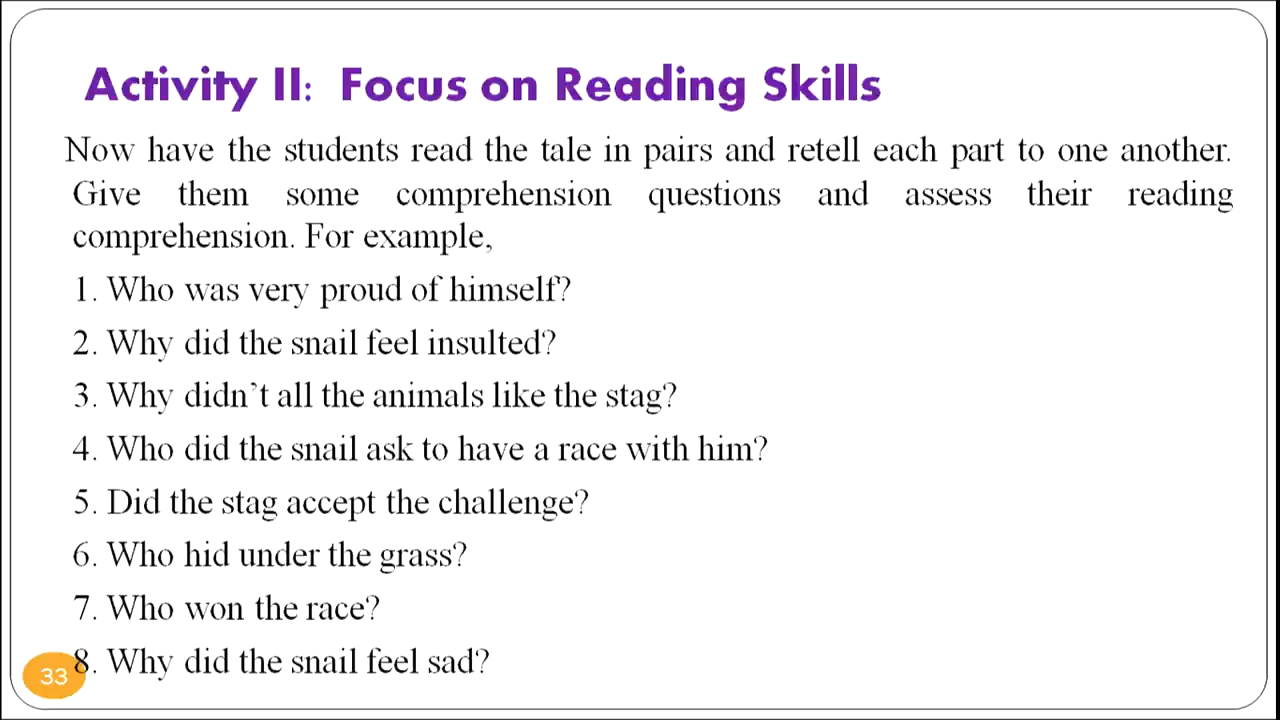 Activity II: Focus on Reading Skills
Now have the students read the tale in pairs and retell each part to one another.
Give them some comprehension questions and assess their reading
comprehension. For example,
1. Who was very proud of himself?
2. Why did the snail feel insulted?
3. Why didn’t all the animals like the stag?
4. Who did the snail ask to have a race with him?
5. Did the stag accept the challenge?
6. Who hid under the grass?
7. Who won the race?
8. Why did the snail feel sad?
33